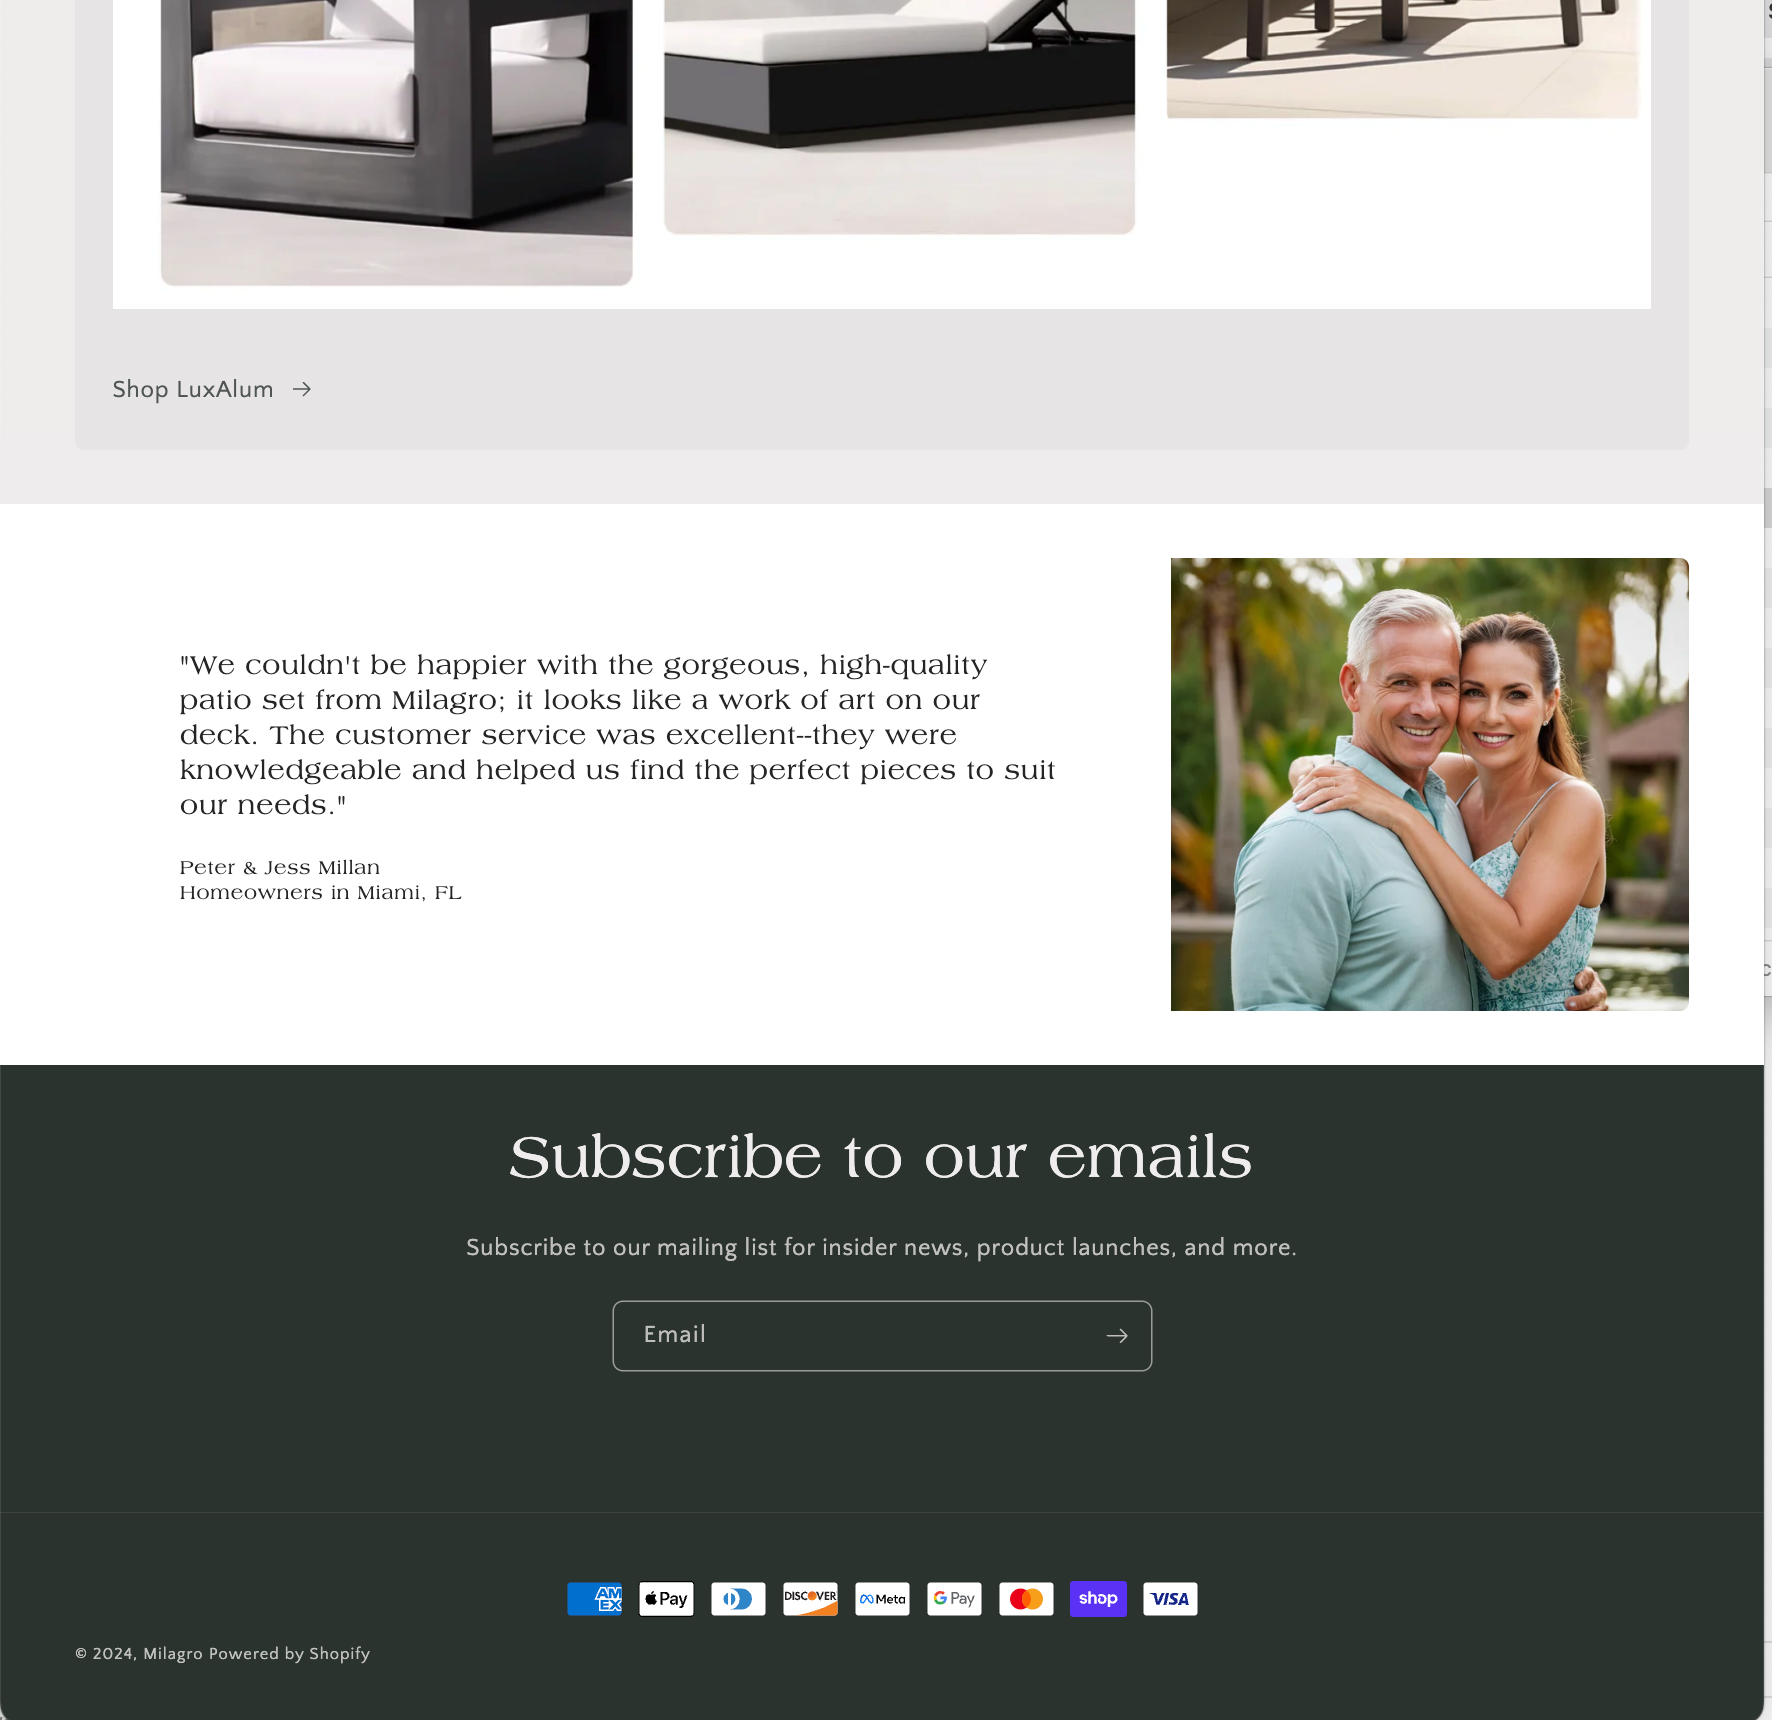 Shop LuxAlum →
"We couldn't be happier with the gorgeous, high-quality
patio set from Milagro; it looks like a work of art on our
deck. The customer service was excellent--they were
knowledgeable and helped us find the perfect pieces to suit
our needs."
Peter & Jess Millan
Homeowners in Miami, FL
Subscribe to our emails
Subscribe to our mailing list for insider news, product launches, and more.
Email →
AM EX Pay DISCOVER Meta G Pay shop VISA
© 2024, Milagro Powered by Shopify